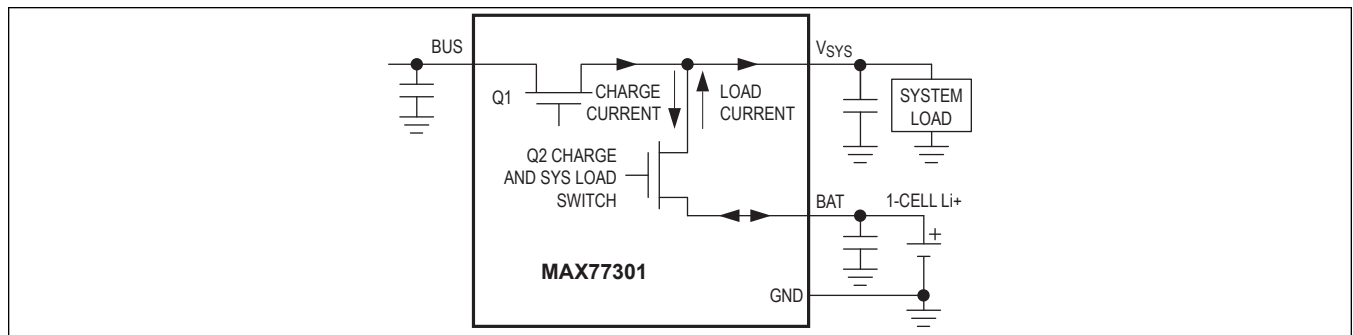 BUS
VSYS
Q1
CHARGE
CURRENT
LOAD
CURRENT
SYSTEM
LOAD
Q2 CHARGE
AND SYS LOAD
SWITCH
BAT
1-CELL Li+
+
MAX77301
GND